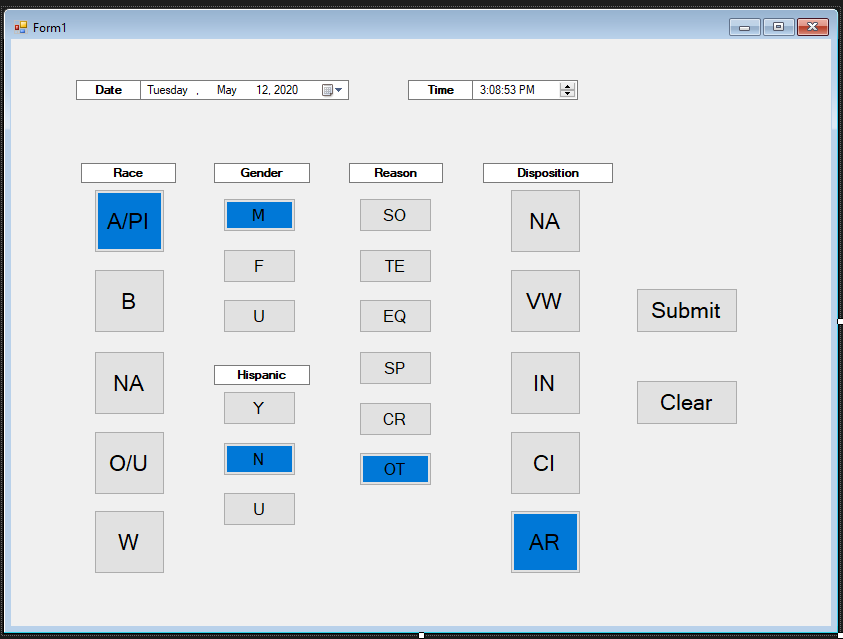 Form1
Date Tuesday , May 12, 2020
Time 3:08:53 PM
Race
A/PI
B
NA
O/U
W
Gender
M
F
U
Hispanic
Y
N
U
Reason
SO
TE
EQ
SP
CR
OT
Disposition
NA
VW
IN
CI
AR
Submit
Clear